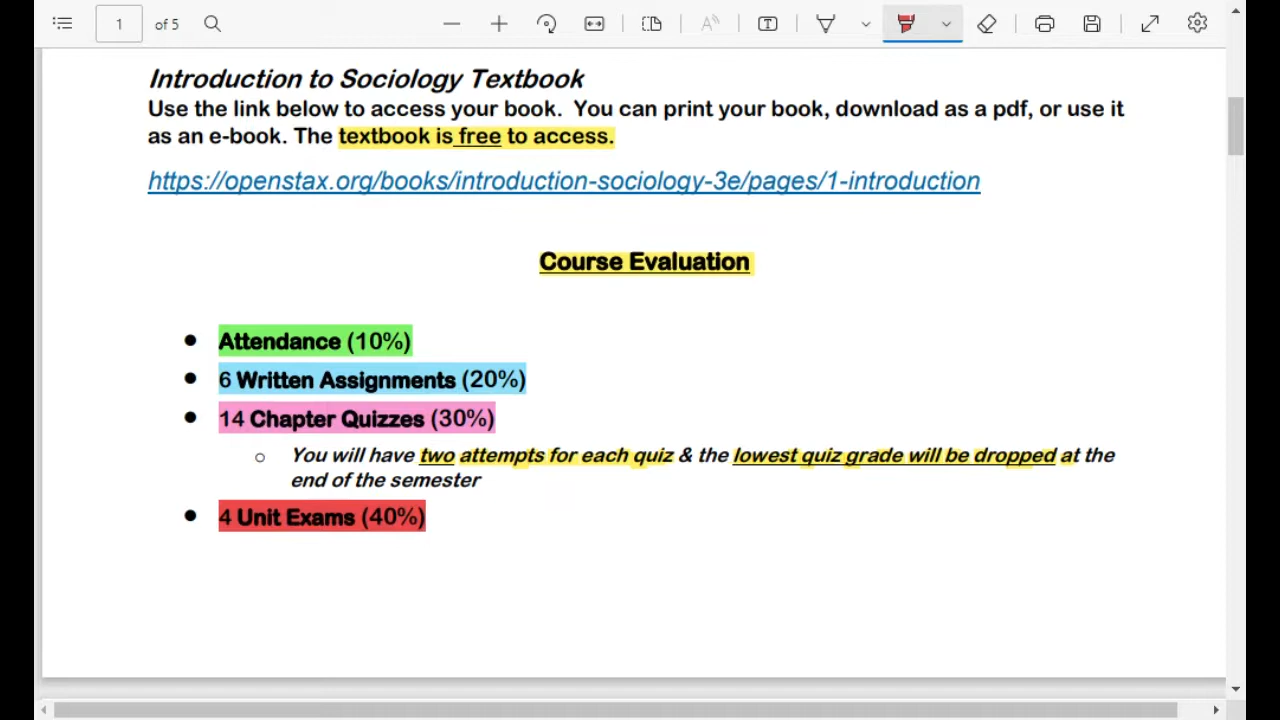 1 of 5
Introduction to Sociology Textbook
Use the link below to access your book. You can print your book, download as a pdf, or use it
as an e-book. The textbook is free to access.
https://openstax.org/books/introduction-sociology-3e/pages/1-introduction
Course Evaluation
● Attendance (10%)
● 6 Written Assignments (20%)
● 14 Chapter Quizzes (30%)
○ You will have two attempts for each quiz & the lowest quiz grade will be dropped at the
end of the semester
● 4 Unit Exams (40%)